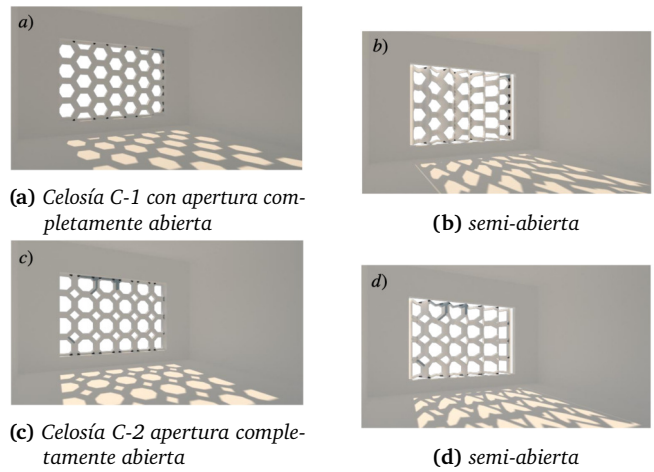 a)
b)
(a) Celosía C-1 con apertura com-
pletamente abierta
(b) semi-abierta
c)
d)
(c) Celosía C-2 apertura comple-
tamente abierta
(d) semi-abierta